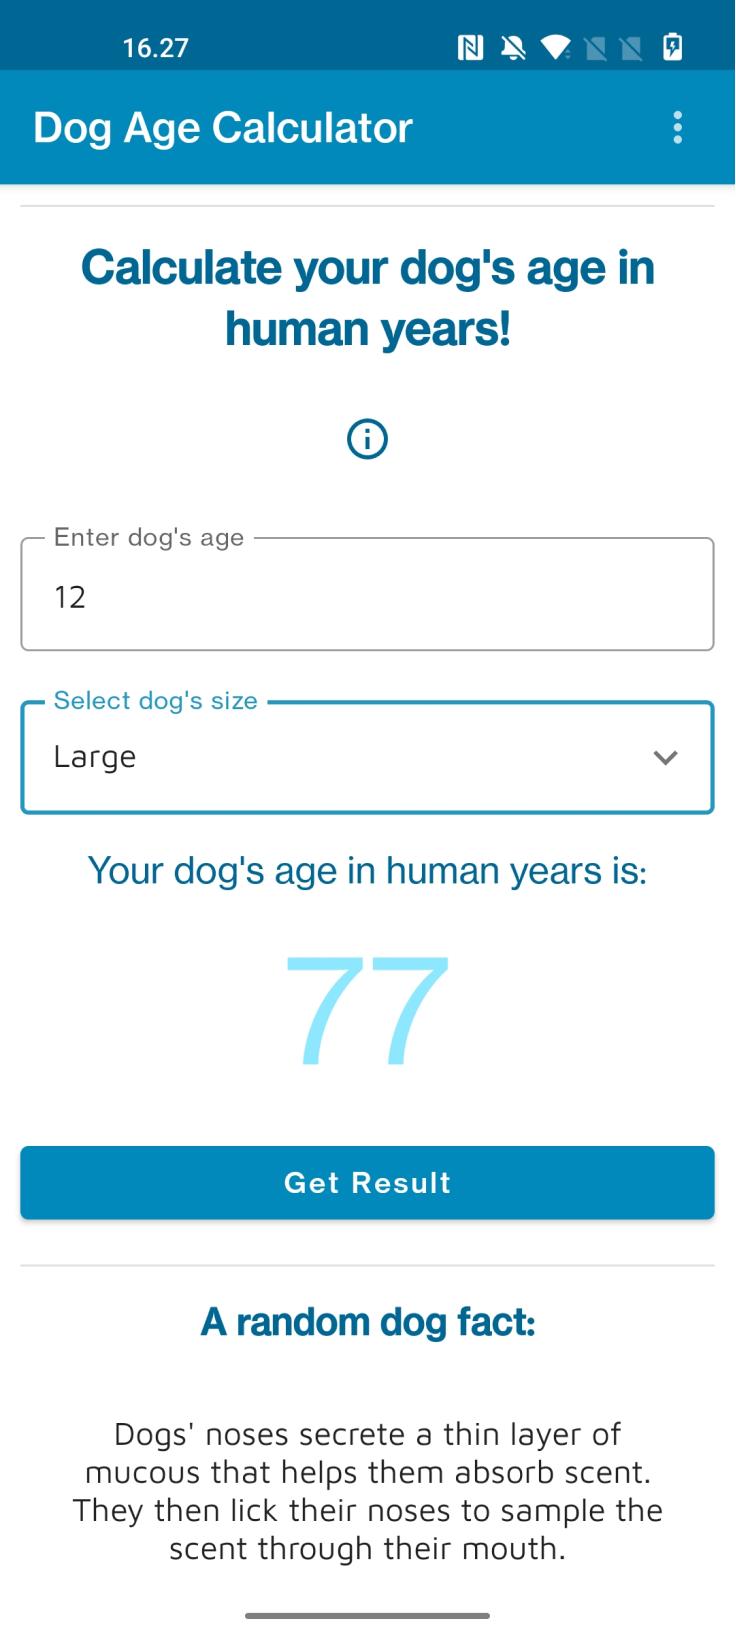 16.27
Dog Age Calculator
Calculate your dog's age in
human years!
Enter dog's age
12
Select dog's size
Large
Your dog's age in human years is:
77
Get Result
A random dog fact:
Dogs' noses secrete a thin layer of
mucous that helps them absorb scent.
They then lick their noses to sample the
scent through their mouth.